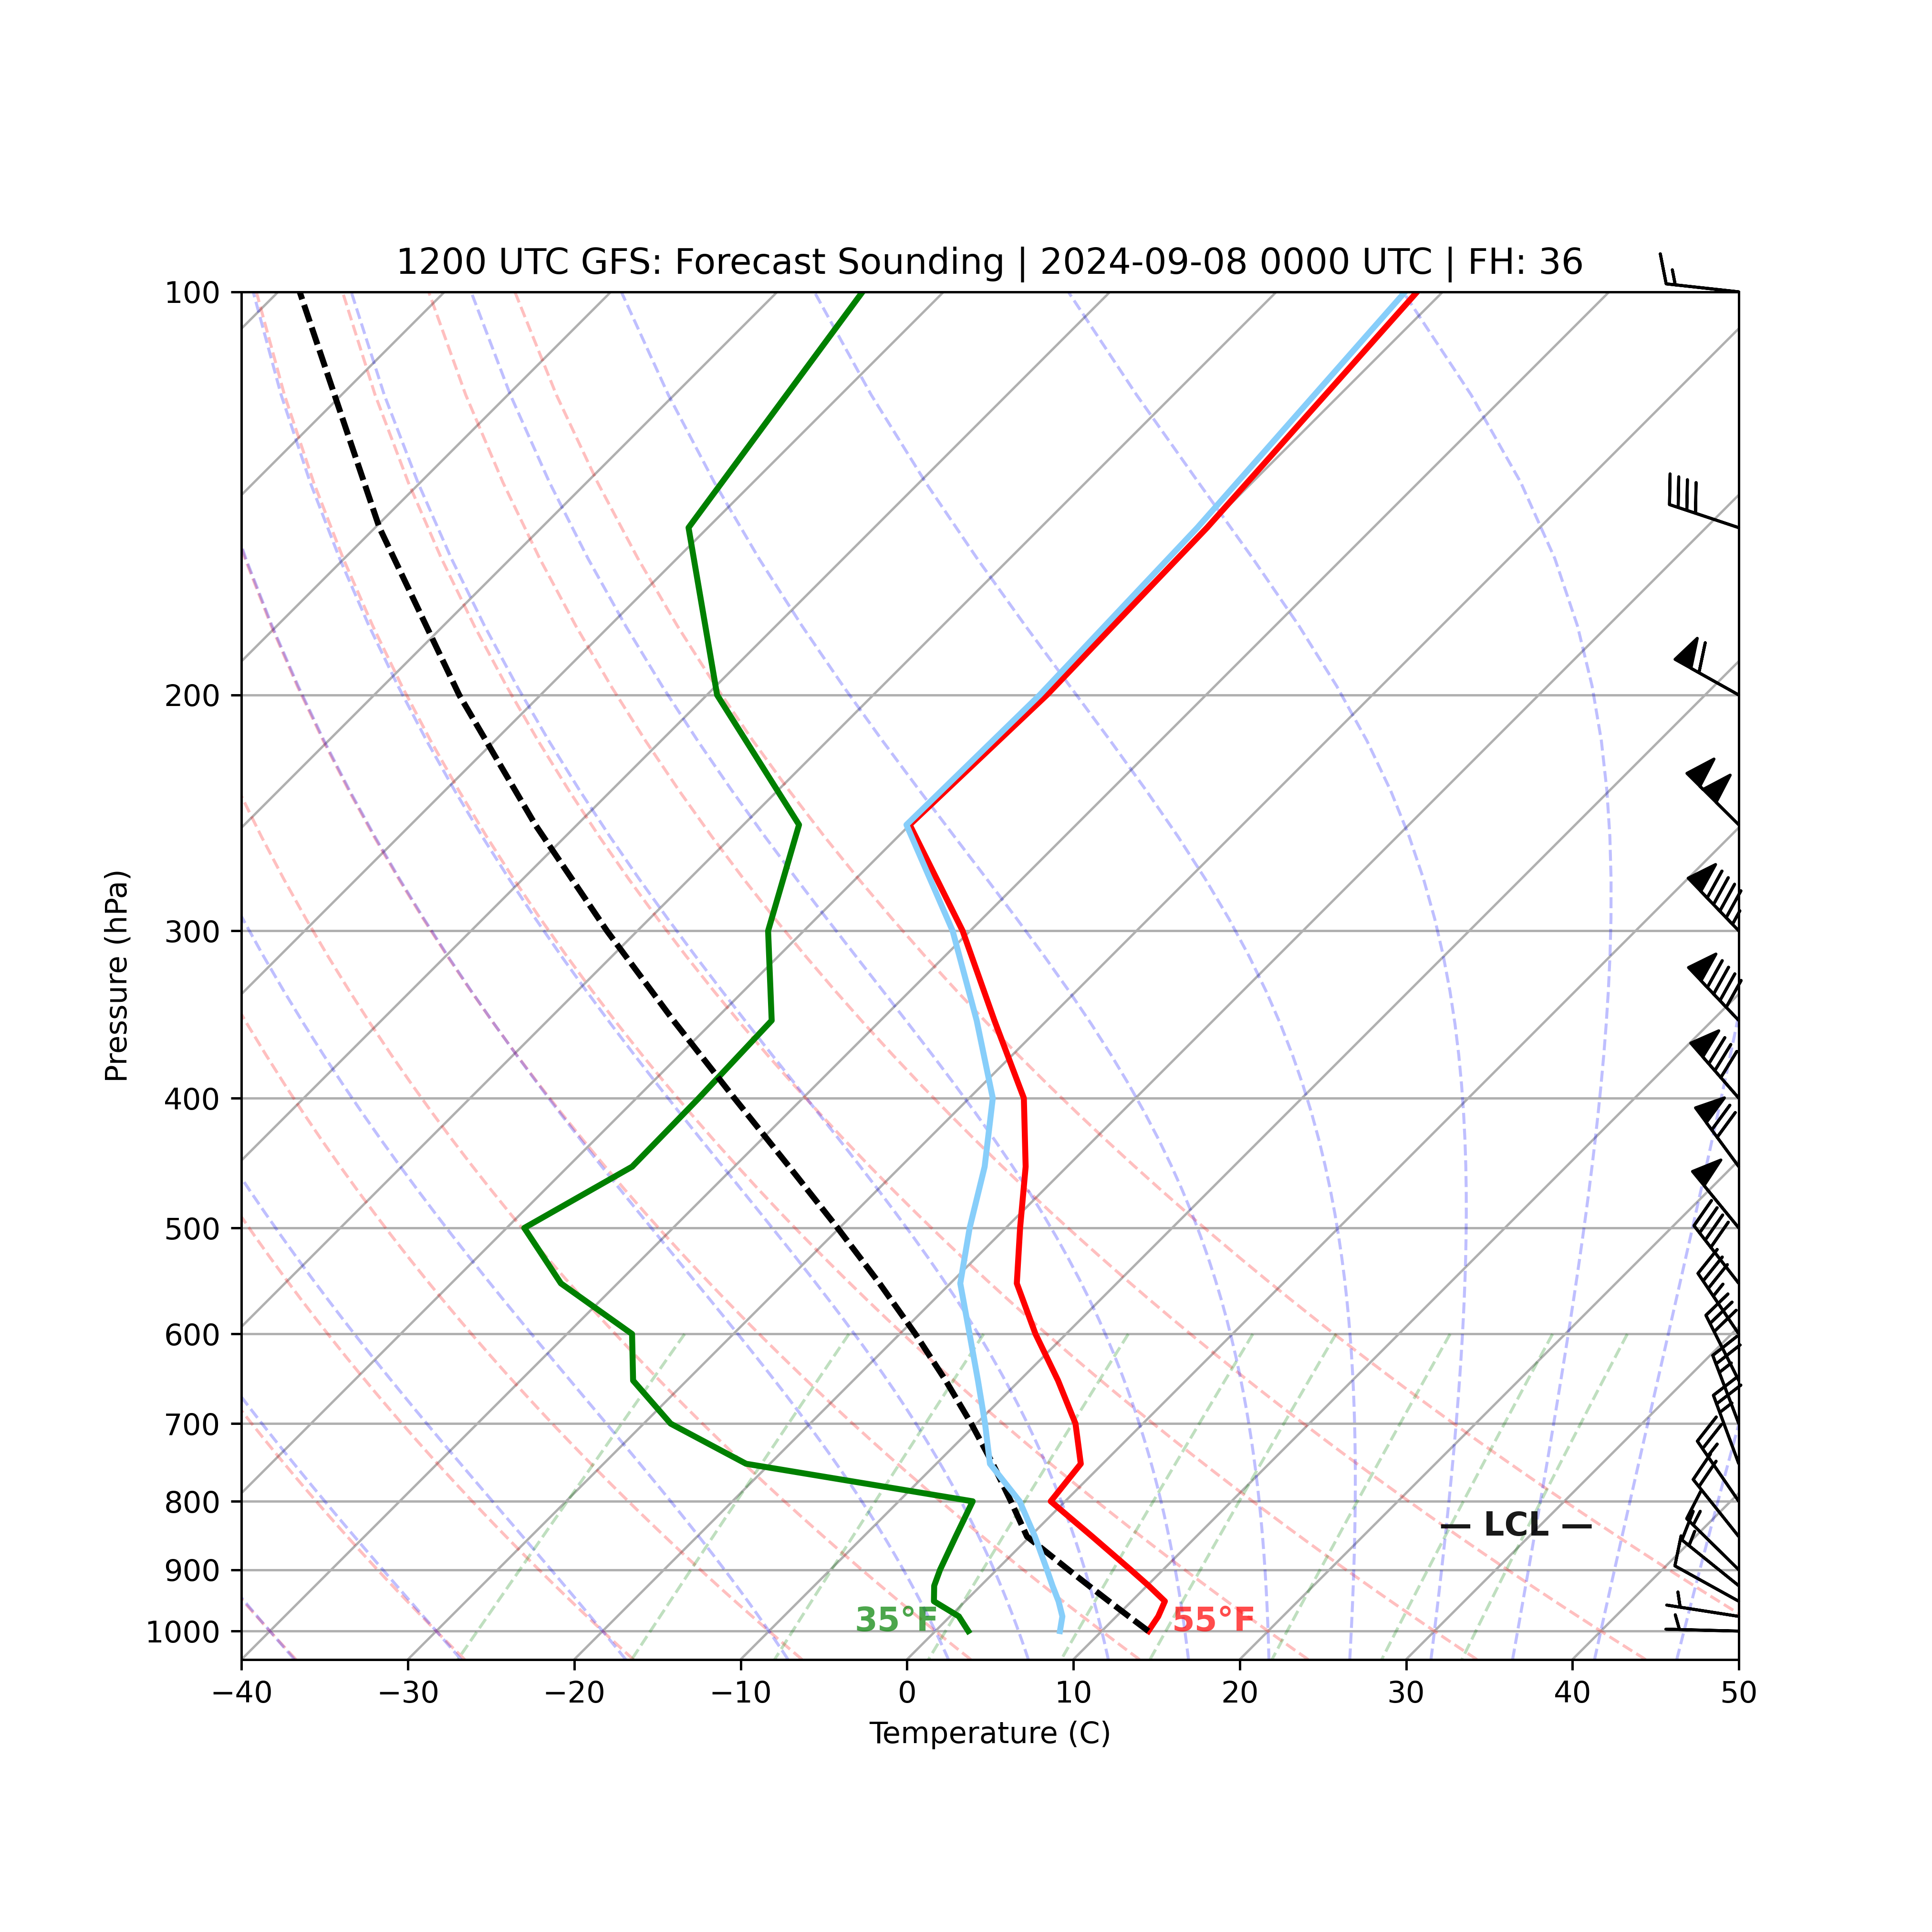 1200 UTC GFS: Forecast Sounding | 2024-09-08 0000 UTC | FH: 36
100
200
300
400
500
600
700
800
900
1000
Pressure (hPa)
— LCL —
35°F
55°F
−40 −30 −20 −10 0 10 20 30 40 50
Temperature (C)